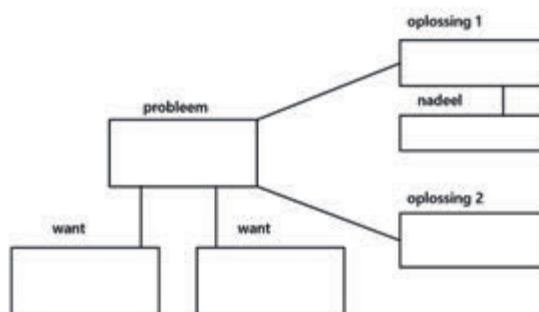 oplossing 1
probleem
nadeel
oplossing 2
want
want